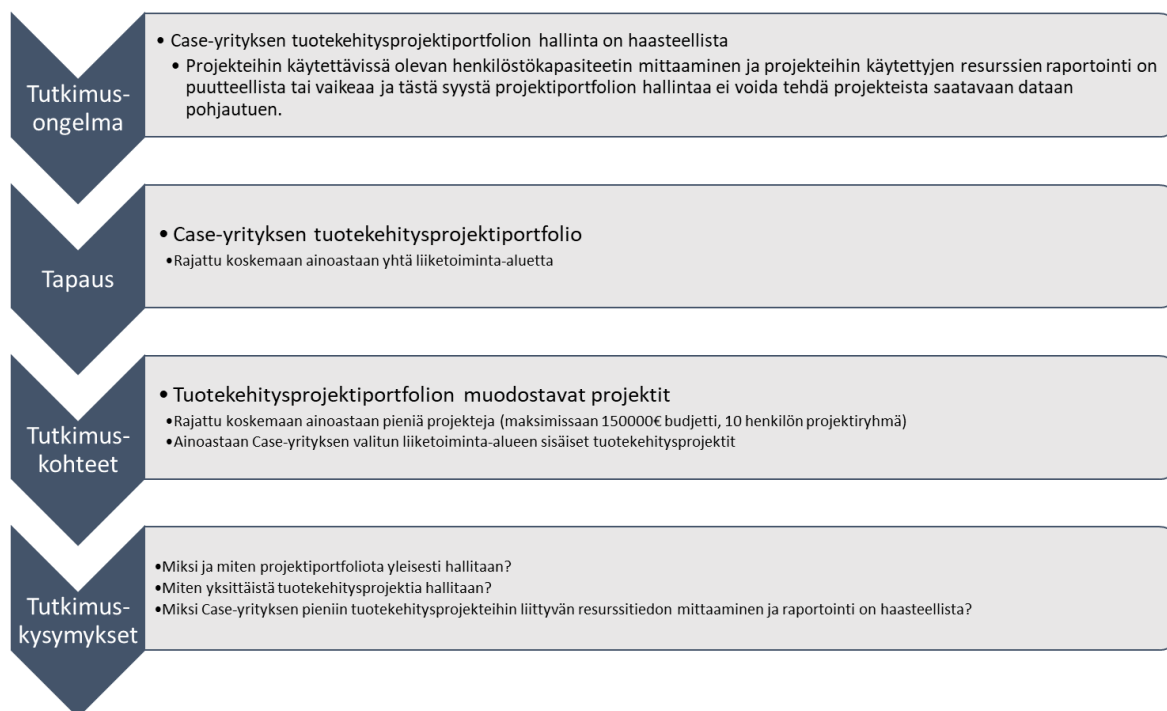 Tutkimus-
ongelma
• Case-yrityksen tuotekehitysprojektiportfolion hallinta on haasteellista
• Projekteihin käytettävissä olevan henkilöstökapasiteetin mittaaminen ja projekteihin käytettyjen resurssien raportointi on
puutteellista tai vaikeaa ja tästä syystä projektiportfolion hallintaa ei voida tehdä projekteista saatavaan dataan
pohjautuen.
Tapaus
• Case-yrityksen tuotekehitysprojektiportfolio
•Rajattu koskemaan ainoastaan yhtä liiketoiminta-aluetta
Tutkimus-
kohteet
• Tuotekehitysprojektiportfolion muodostavat projektit
•Rajattu koskemaan ainoastaan pieniä projekteja (maksimissaan 150000€ budjetti, 10 henkilön projektiryhmä)
•Ainoastaan Case-yrityksen valitun liiketoiminta-alueen sisäiset tuotekehitysprojektit
Tutkimus-
kysymykset
•Miksi ja miten projektiportfoliota yleisesti hallitaan?
•Miten yksittäistä tuotekehitysprojektia hallitaan?
•Miksi Case-yrityksen pieniin tuotekehitysprojekteihin liittyvän resurssitiedon mittaaminen ja raportointi on haasteellista?